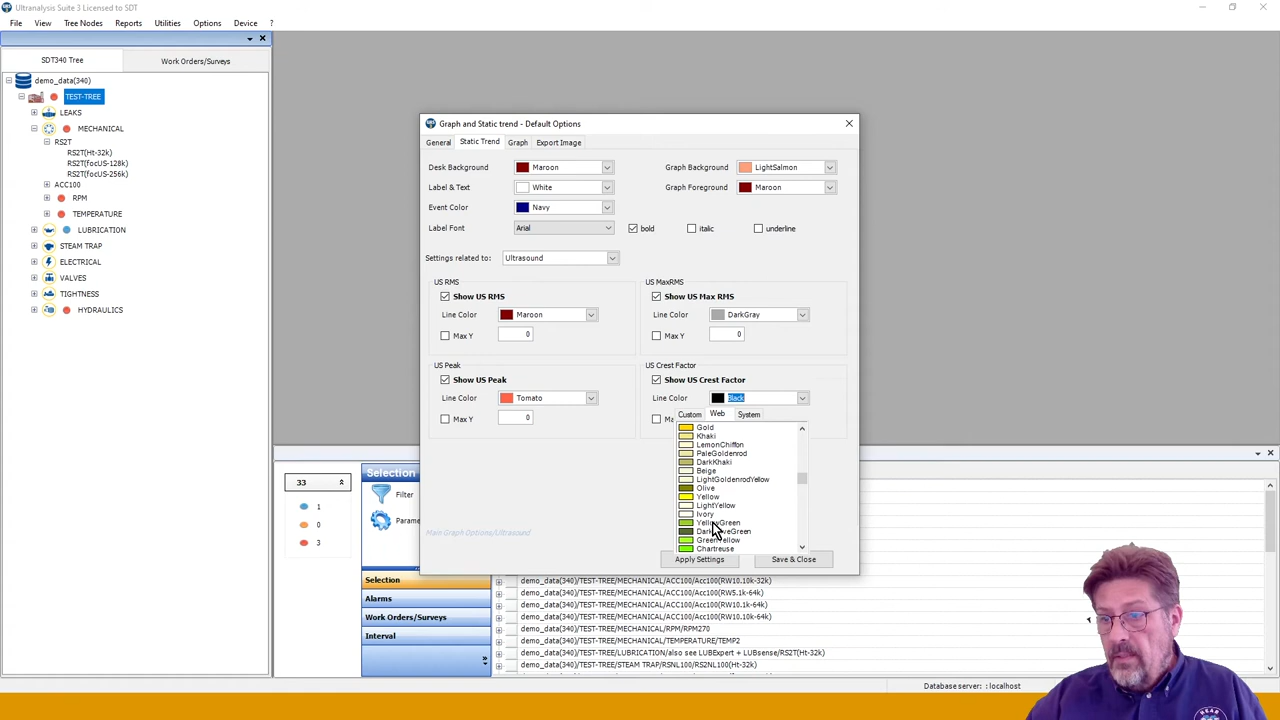 Ultranalysis Suite 3 Licensed to SDT
File View Tree Nodes Reports Utilities Options Device ?
SDT340 Tree Work Orders/Surveys
demo_data(340)
TEST-TREE
LEAKS
MECHANICAL
RS2T
RS2T(Ht-32k)
RS2T(focUS-128k)
RS2T(focUS-256k)
ACC100
RPM
TEMPERATURE
LUBRICATION
STEAM TRAP
ELECTRICAL
VALVES
TIGHTNESS
HYDRAULICS
Graph and Static trend - Default Options
General Static Trend Graph Export Image
Desk Background Maroon Graph Background LightSalmon
Label & Text White Graph Foreground Maroon
Event Color Navy
Label Font Arial bold italic underline
Settings related to: Ultrasound
US RMS US MaxRMS
Show US RMS Show US Max RMS
Line Color Maroon Line Color DarkGray
Max Y 0 Max Y 0
US Peak US Crest Factor
Show US Peak Show US Crest Factor
Line Color Tomato Line Color Black
Max Y 0
Custom Web System
Gold
Khaki
LemonChiffon
PaleGoldenrod
DarkKhaki
Beige
LightGoldenrodYellow
Olive
Yellow
LightYellow
Ivory
YellowGreen
GreenYellow
Chartreuse
Main Graph Options/Ultrasound
Apply Settings Save & Close
33
1
0
3
Selection
Filter
Selection
Alarms
Work Orders/Surveys
Interval
demo_data(340)/TEST-TREE/MECHANICAL/ACC100/Acc100(RW10.10k-32k)
demo_data(340)/TEST-TREE/MECHANICAL/ACC100/Acc100(RW5.1k-64k)
demo_data(340)/TEST-TREE/MECHANICAL/ACC100/Acc100(RW10.1k-64k)
demo_data(340)/TEST-TREE/MECHANICAL/ACC100/Acc100(RW10.10k-64k)
demo_data(340)/TEST-TREE/MECHANICAL/RPM/RPM270
demo_data(340)/TEST-TREE/MECHANICAL/TEMPERATURE/TEMP2
demo_data(340)/TEST-TREE/LUBRICATION/also see LUBExpert + LUBsense/RS2T(Ht-32k)
demo_data(340)/TEST-TREE/STEAM TRAP/RSNL100/RS2NL100(Ht-32k)
Database server: : localhost